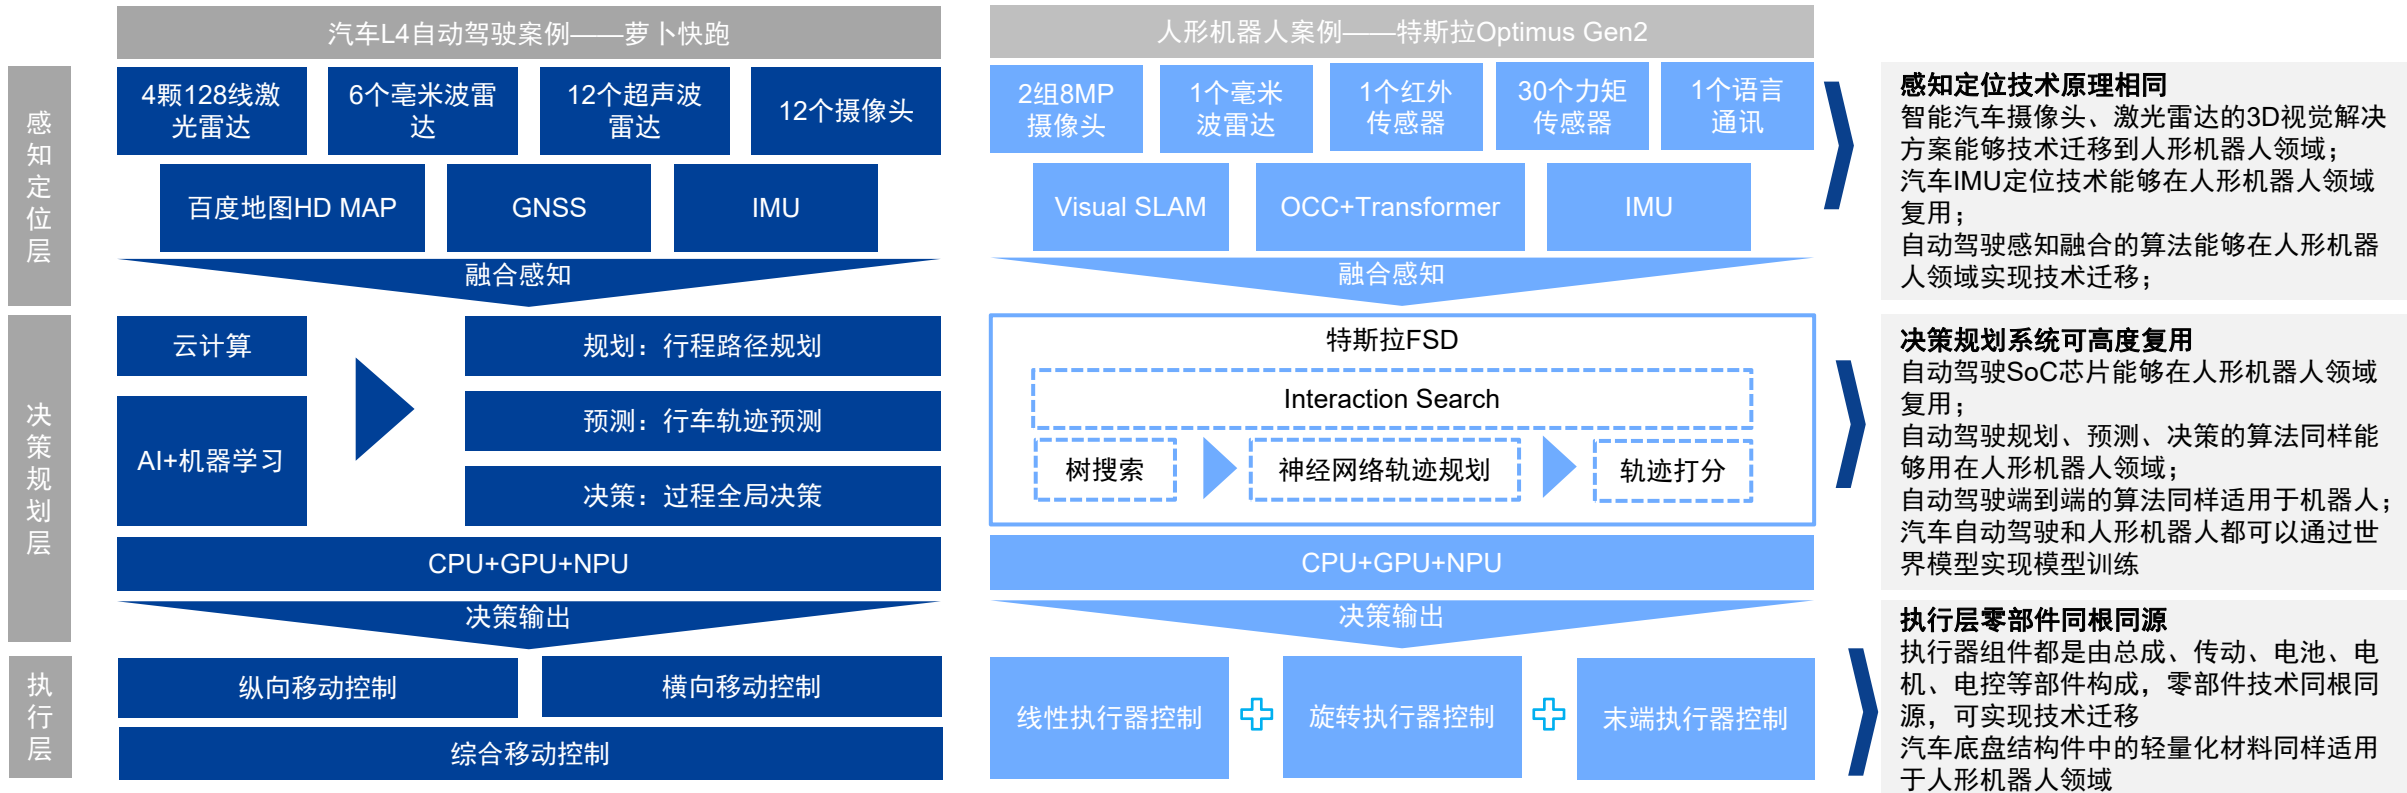 汽车L4自动驾驶案例——萝卜快跑
人形机器人案例——特斯拉Optimus Gen2
感
知
定
位
层
4颗128线激
光雷达
6个毫米波雷
达
12个超声波
雷达
12个摄像头
百度地图HD MAP
GNSS
IMU
融合感知
2组8MP
摄像头
1个毫米
波雷达
1个红外
传感器
30个力矩
传感器
1个语言
通讯
Visual SLAM
OCC+Transformer
IMU
融合感知
感知定位技术原理相同
智能汽车摄像头、激光雷达的3D视觉解决
方案能够技术迁移到人形机器人领域；
汽车IMU定位技术能够在人形机器人领域
复用；
自动驾驶感知融合的算法能够在人形机器
人领域实现技术迁移；
决
策
规
划
层
云计算
AI+机器学习
规划：行程路径规划
预测：行车轨迹预测
决策：过程全局决策
CPU+GPU+NPU
决策输出
特斯拉FSD
Interaction Search
树搜索
神经网络轨迹规划
轨迹打分
CPU+GPU+NPU
决策输出
决策规划系统可高度复用
自动驾驶SoC芯片能够在人形机器人领域
复用；
自动驾驶规划、预测、决策的算法同样能
够用在人形机器人领域；
自动驾驶端到端的算法同样适用于机器人；
汽车自动驾驶和人形机器人都可以通过世
界模型实现模型训练
执
行
层
纵向移动控制
横向移动控制
综合移动控制
线性执行器控制
旋转执行器控制
末端执行器控制
执行层零部件同根同源
执行器组件都是由总成、传动、电池、电
机、电控等部件构成，零部件技术同根同
源，可实现技术迁移
汽车底盘结构件中的轻量化材料同样适用
于人形机器人领域